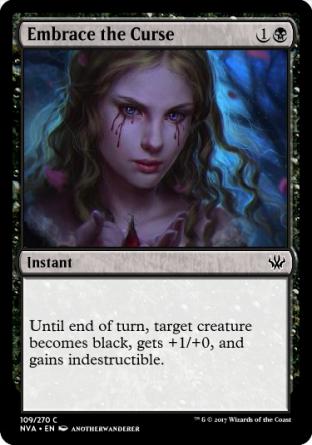 Embrace the Curse 1
Instant
Until end of turn, target creature
becomes black, gets +1/+0, and
gains indestructible.
109/270 C
NVA • EN ANOTHERWANDERER
™ & © 2017 Wizards of the Coast